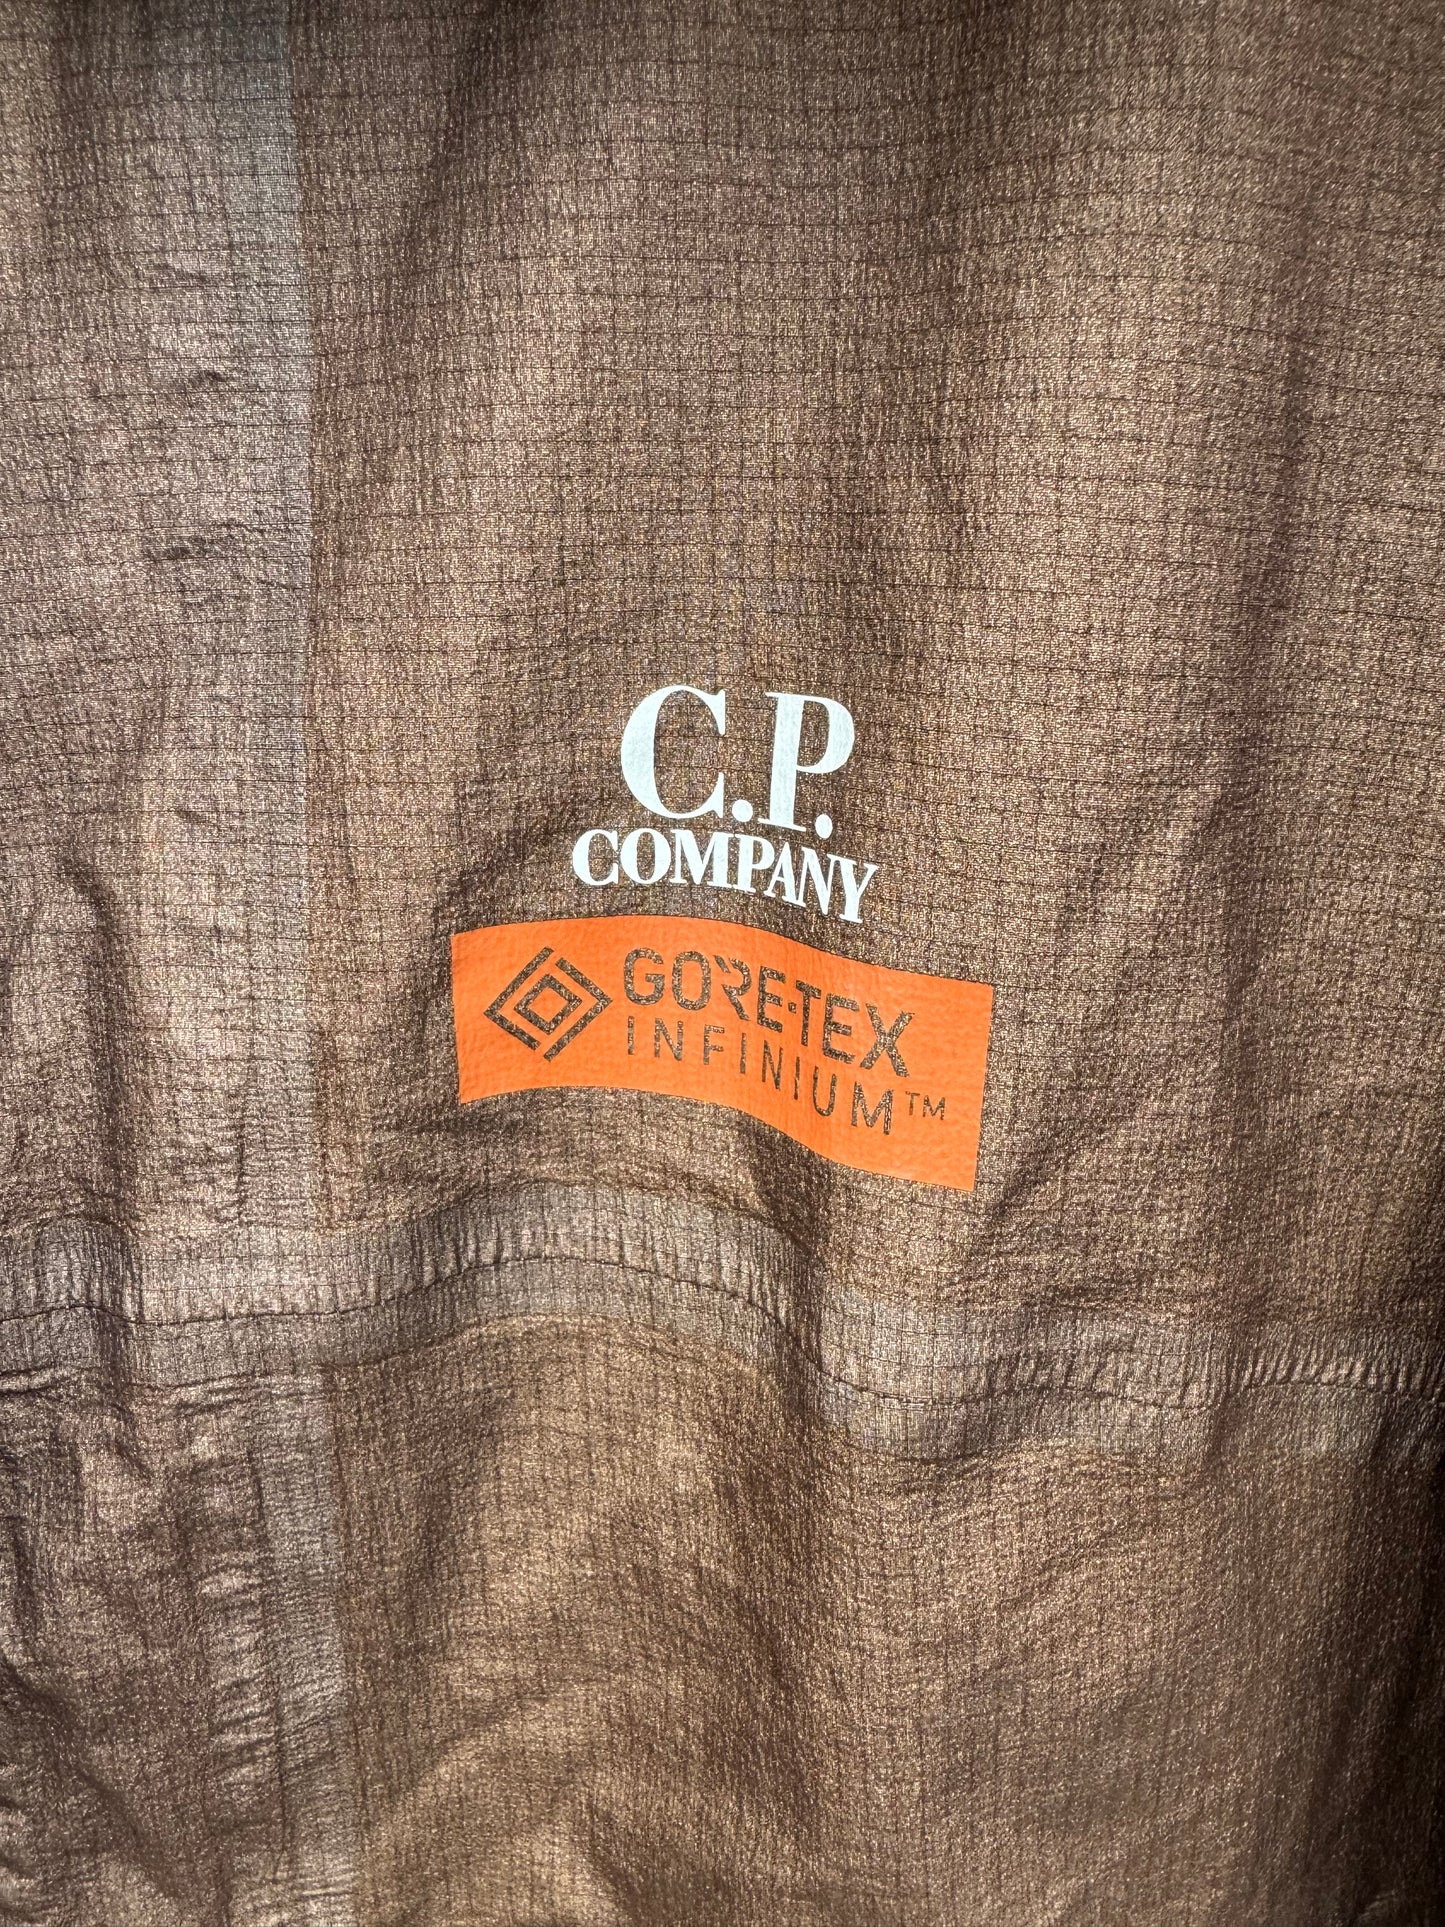 C.P.
COMPANY
GORE-TEX
INFINIUM™